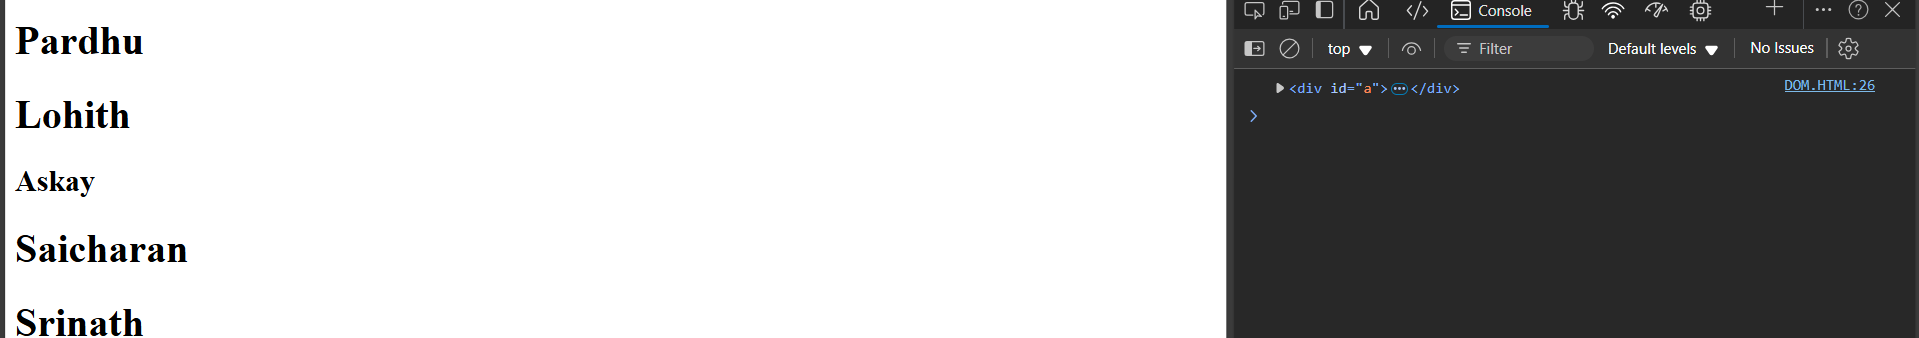 Pardhu
Lohith
Askay
Saicharan
Srinath
Console
top
Filter
Default levels
No Issues
<div id="a"></div>
DOM.HTML:26